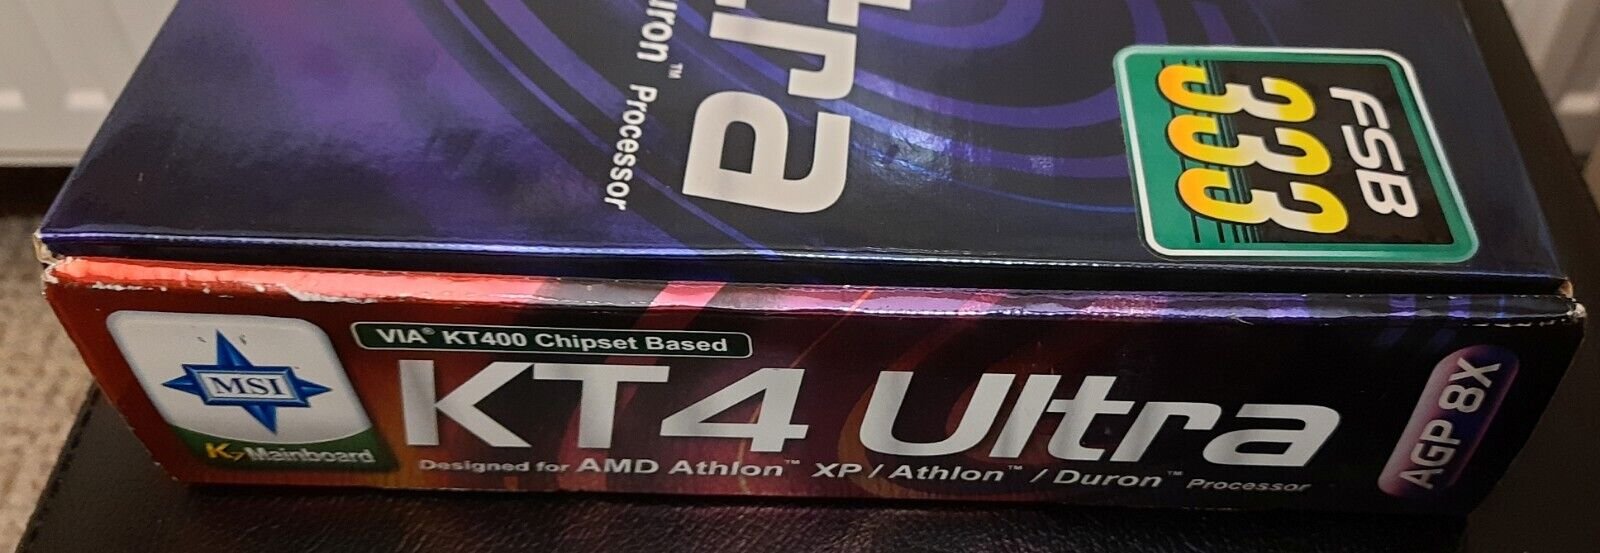 tra
uron™ Processor
FSB
333
MSI
K7 Mainboard
VIA® KT400 Chipset Based
KT4 Ultra
Designed for AMD Athlon™ XP / Athlon™ / Duron™ Processor
AGP 8X